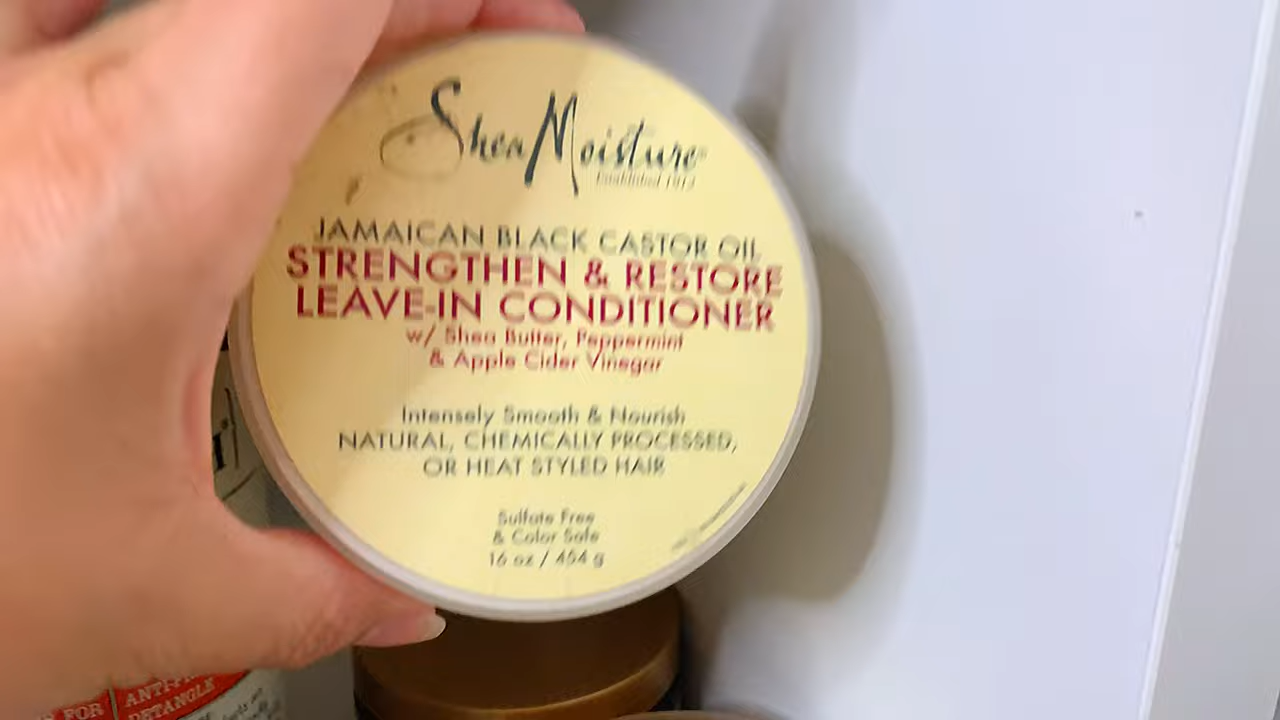 SheaMoisture
Established 1912
JAMAICAN BLACK CASTOR OIL
STRENGTHEN & RESTORE
LEAVE-IN CONDITIONER
w/ Shea Butter, Peppermint
& Apple Cider Vinegar
Intensely Smooth & Nourish
NATURAL, CHEMICALLY PROCESSED,
OR HEAT STYLED HAIR
Sulfate Free
& Color Safe
16 oz / 454 g
FOR
DETANGLE